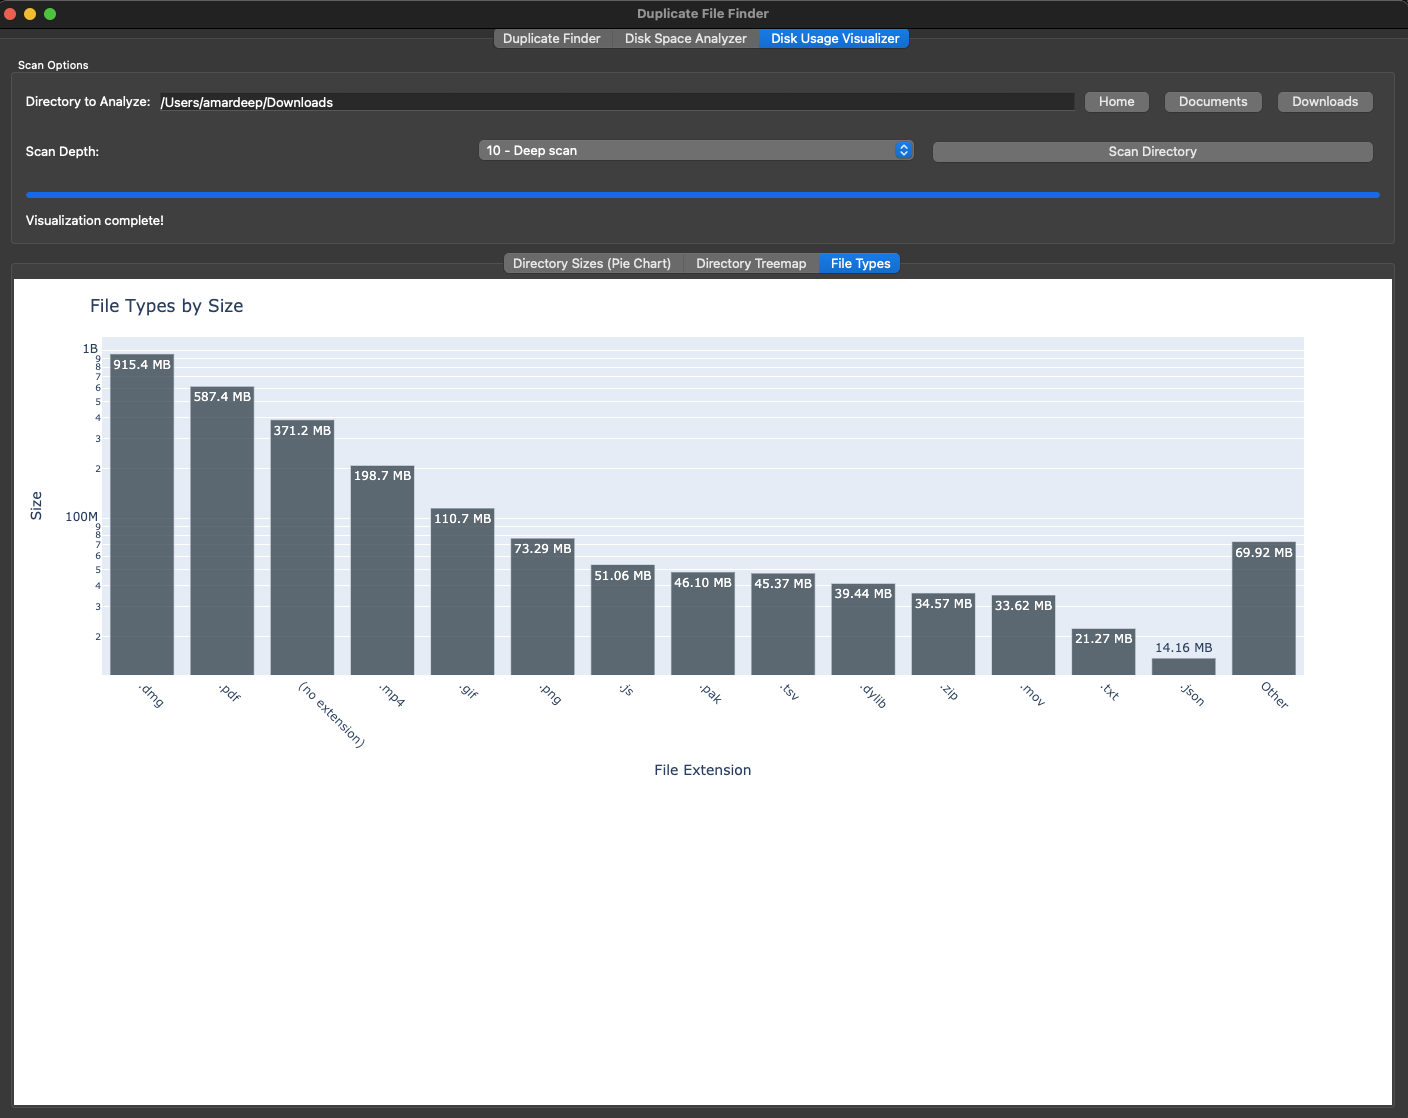 Duplicate File Finder
Duplicate Finder Disk Space Analyzer Disk Usage Visualizer
Scan Options
Directory to Analyze: /Users/amardeep/Downloads Home Documents Downloads
Scan Depth: 10 - Deep scan Scan Directory
Visualization complete!
Directory Sizes (Pie Chart) Directory Treemap File Types
File Types by Size
Size
1B
9
8
7
6
5
4
3
2
100M
9
8
7
6
5
4
3
2
915.4 MB
587.4 MB
371.2 MB
198.7 MB
110.7 MB
73.29 MB
51.06 MB
46.10 MB
45.37 MB
39.44 MB
34.57 MB
33.62 MB
21.27 MB
14.16 MB
69.92 MB
.dmg
.pdf
(no extension)
.mp4
.gif
.png
.js
.pak
.tsv
.dylib
.zip
.mov
.txt
.json
Other
File Extension